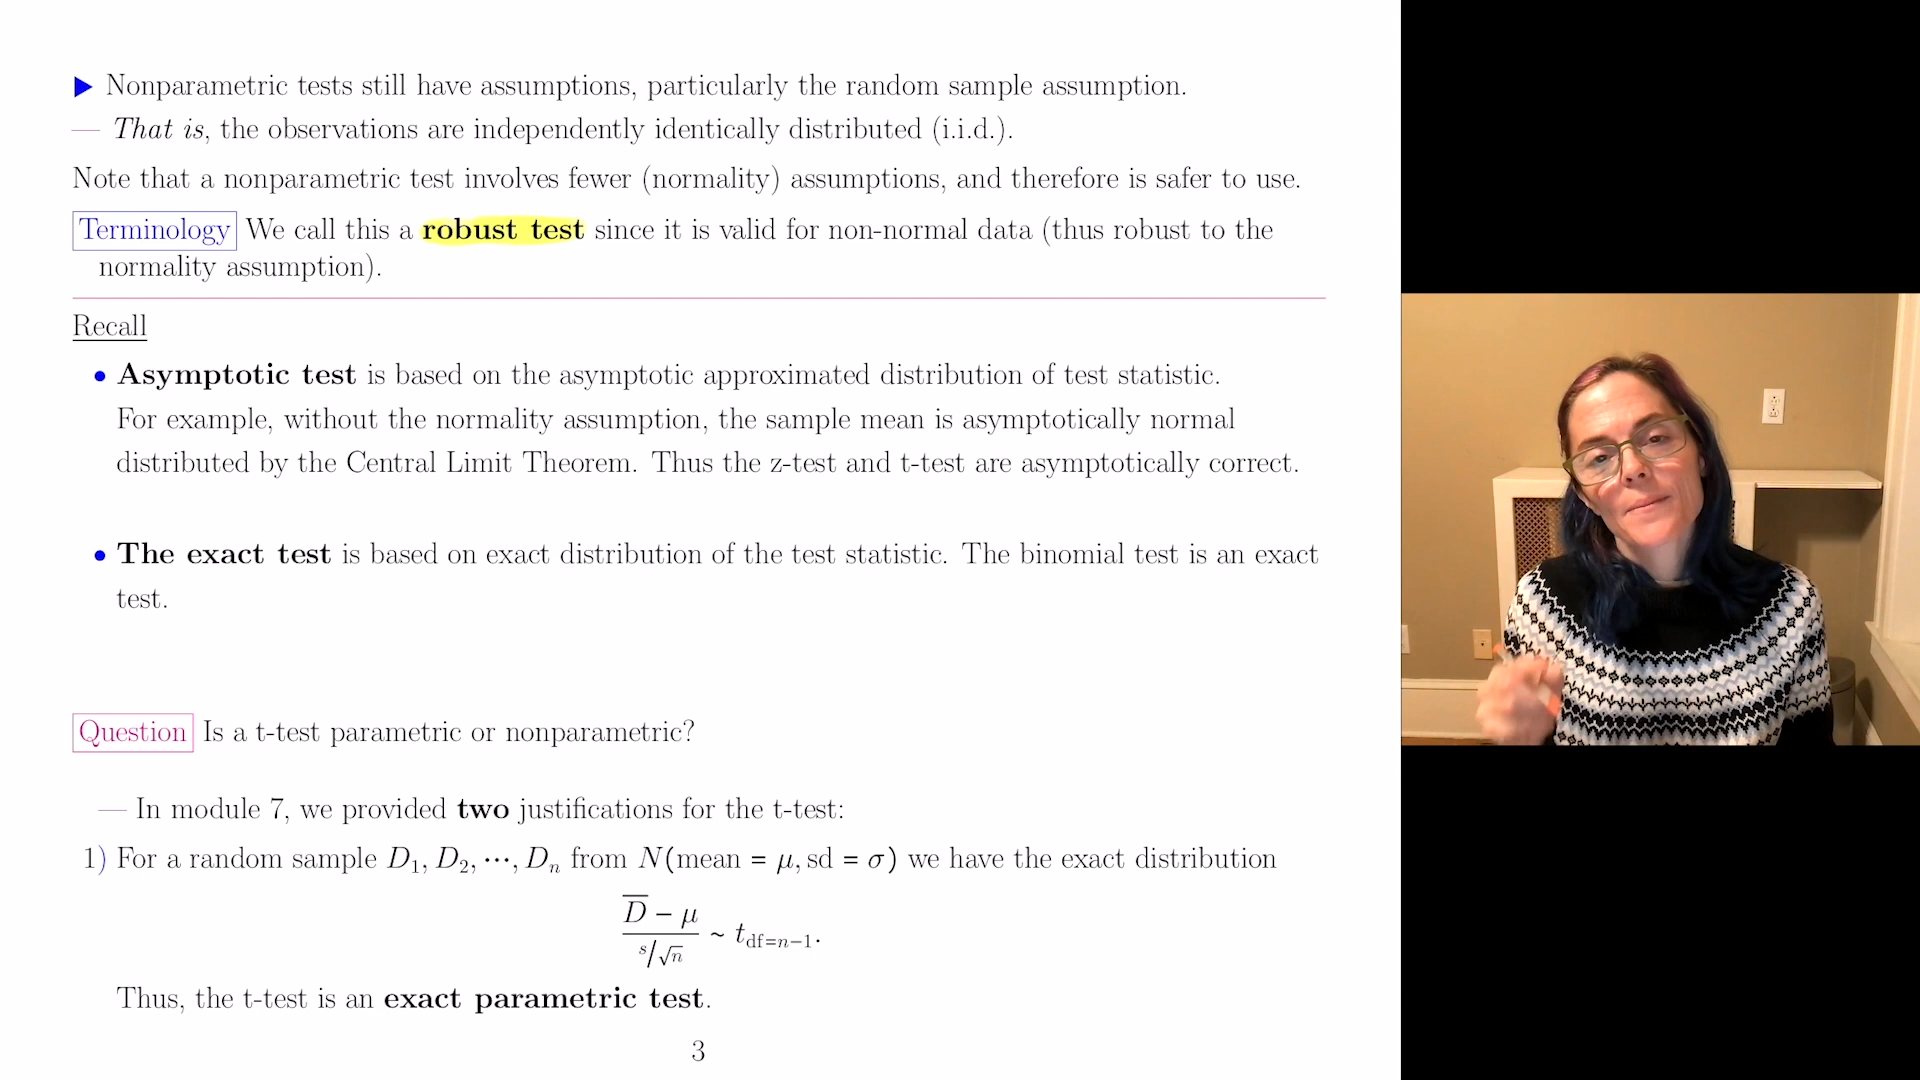 ▶ Nonparametric tests still have assumptions, particularly the random sample assumption.
— That is, the observations are independently identically distributed (i.i.d.).
Note that a nonparametric test involves fewer (normality) assumptions, and therefore is safer to use.
Terminology We call this a robust test since it is valid for non-normal data (thus robust to the
normality assumption).
Recall
• Asymptotic test is based on the asymptotic approximated distribution of test statistic.
For example, without the normality assumption, the sample mean is asymptotically normal
distributed by the Central Limit Theorem. Thus the z-test and t-test are asymptotically correct.
• The exact test is based on exact distribution of the test statistic. The binomial test is an exact
test.
Question Is a t-test parametric or nonparametric?
— In module 7, we provided two justifications for the t-test:
1) For a random sample D₁, D₂, ⋯, Dₙ from N(mean = μ, sd = σ) we have the exact distribution
D̅ − μ
s/√n ~ t df=n−1.
Thus, the t-test is an exact parametric test.
3